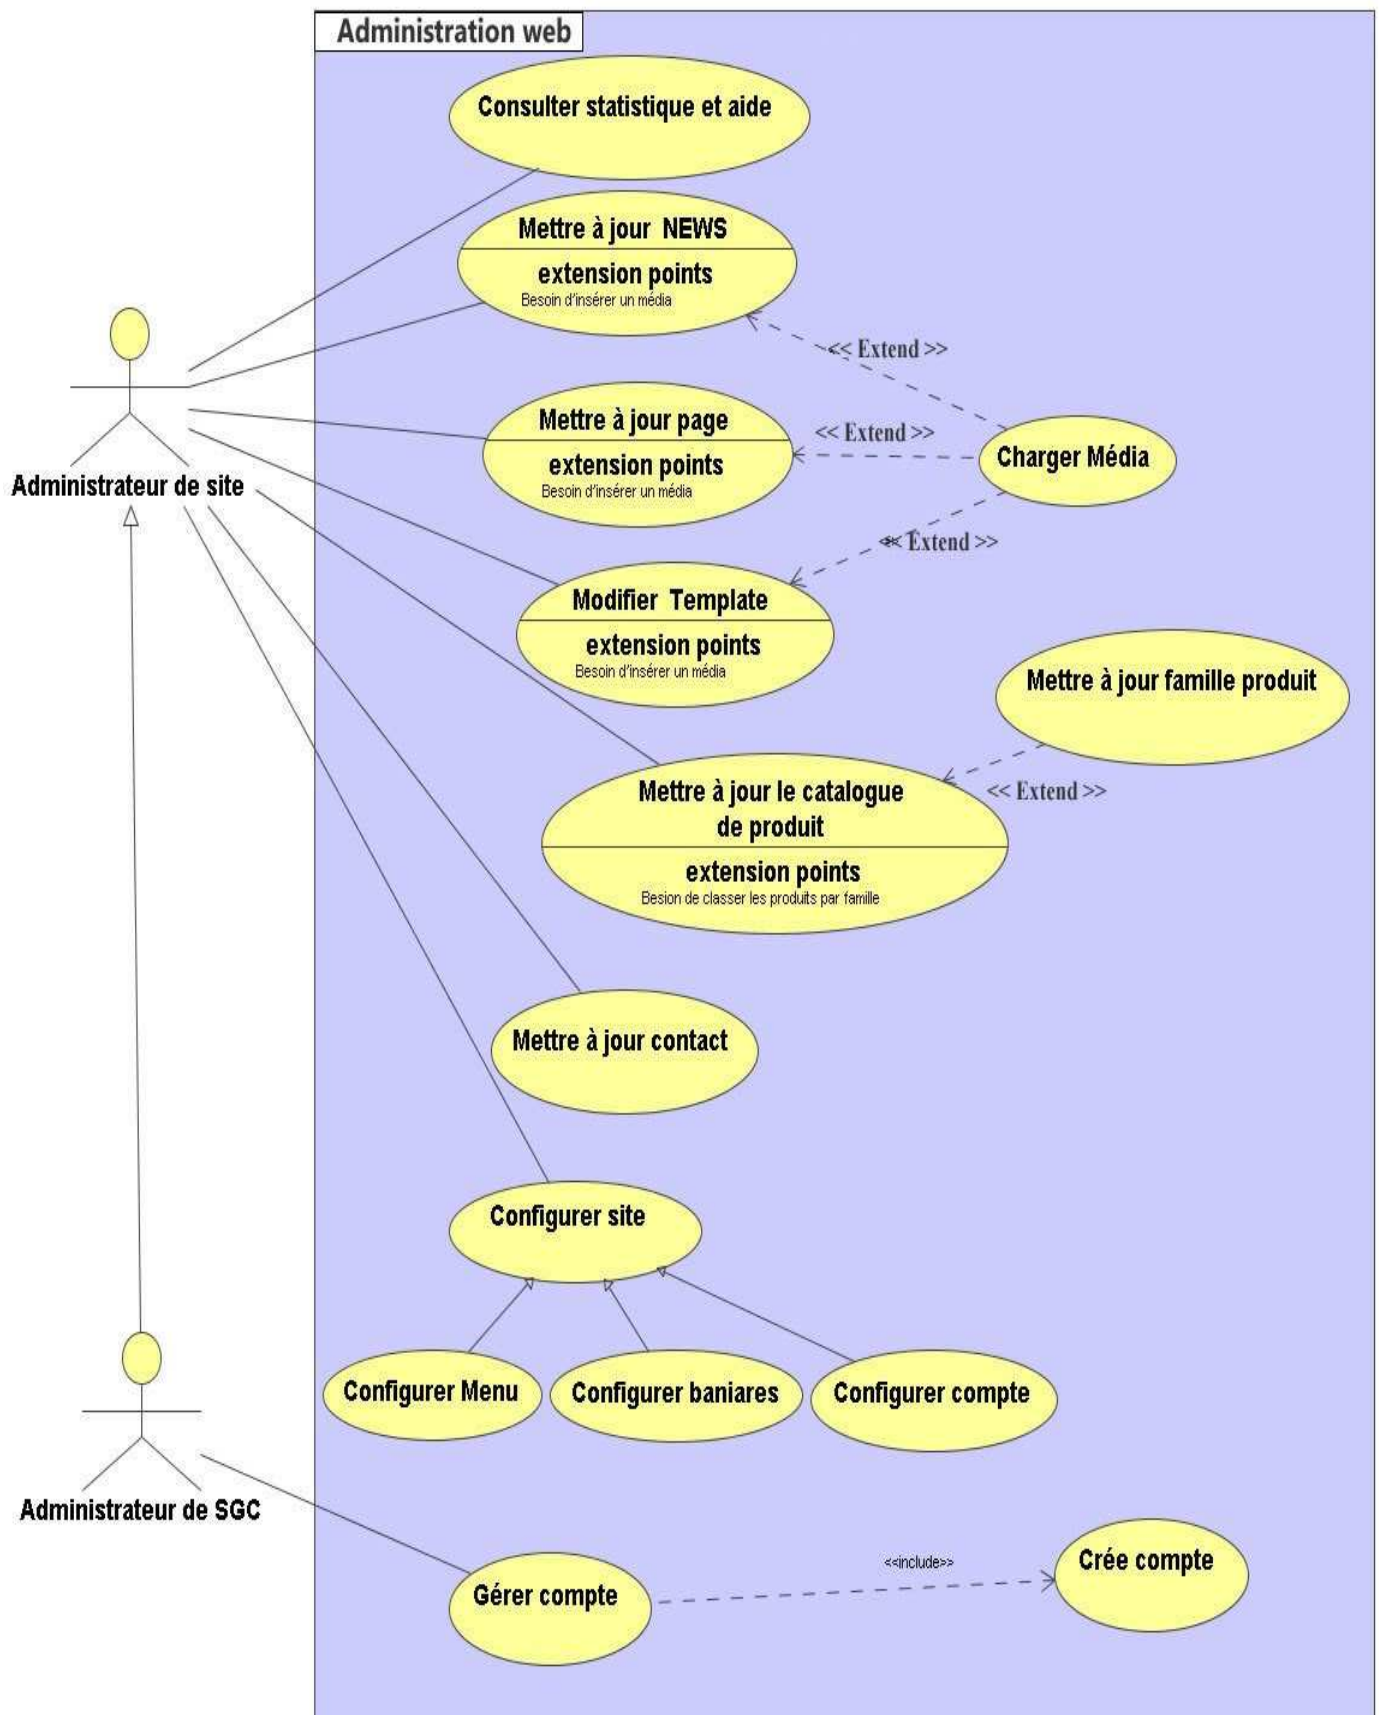 Administration web
Consulter statistique et aide
Mettre à jour NEWS
extension points
Besoin d'insérer un média
<< Extend >>
Mettre à jour page
extension points
Besoin d'insérer un média
<< Extend >>
Charger Média
Administrateur de site
<< Extend >>
Modifier Template
extension points
Besoin d'insérer un média
Mettre à jour famille produit
<< Extend >>
Mettre à jour le catalogue
de produit
extension points
Besion de classer les produits par famille
Mettre à jour contact
Configurer site
Configurer Menu
Configurer baniares
Configurer compte
Administrateur de SGC
Gérer compte
<<include>>
Crée compte